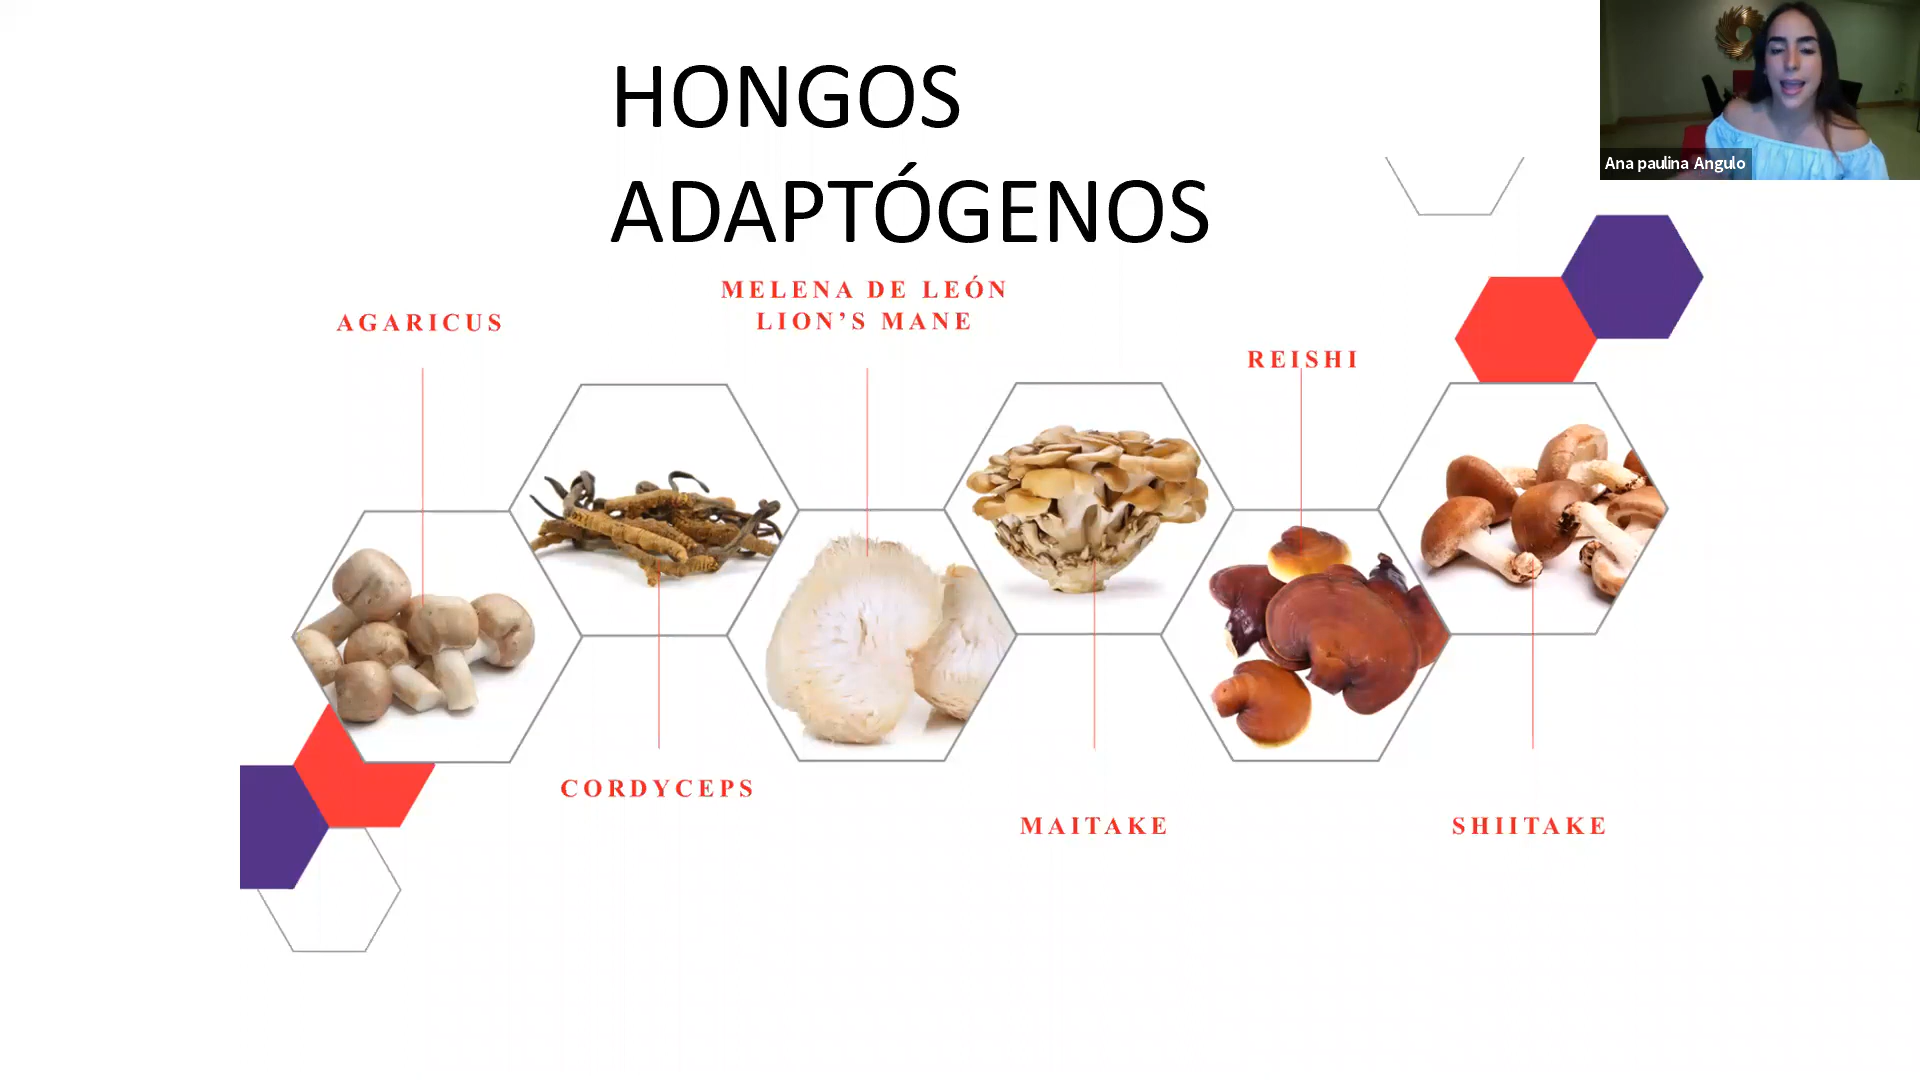 HONGOS
ADAPTÓGENOS
Ana paulina Angulo
MELENA DE LEÓN
LION’S MANE
AGARICUS
REISHI
CORDYCEPS
MAITAKE
SHIITAKE